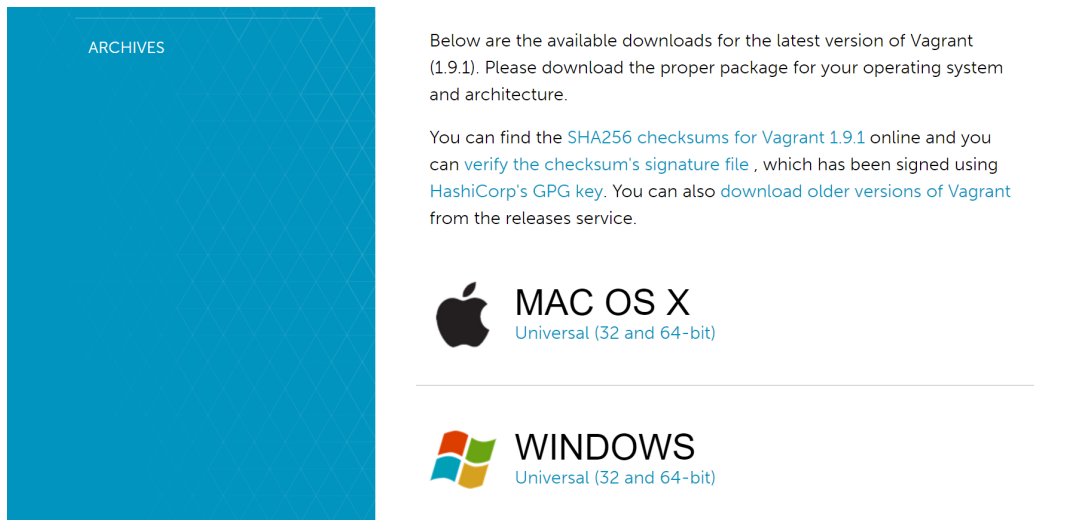 ARCHIVES
Below are the available downloads for the latest version of Vagrant
(1.9.1). Please download the proper package for your operating system
and architecture.
You can find the SHA256 checksums for Vagrant 1.9.1 online and you
can verify the checksum's signature file , which has been signed using
HashiCorp's GPG key. You can also download older versions of Vagrant
from the releases service.
MAC OS X
Universal (32 and 64-bit)
WINDOWS
Universal (32 and 64-bit)